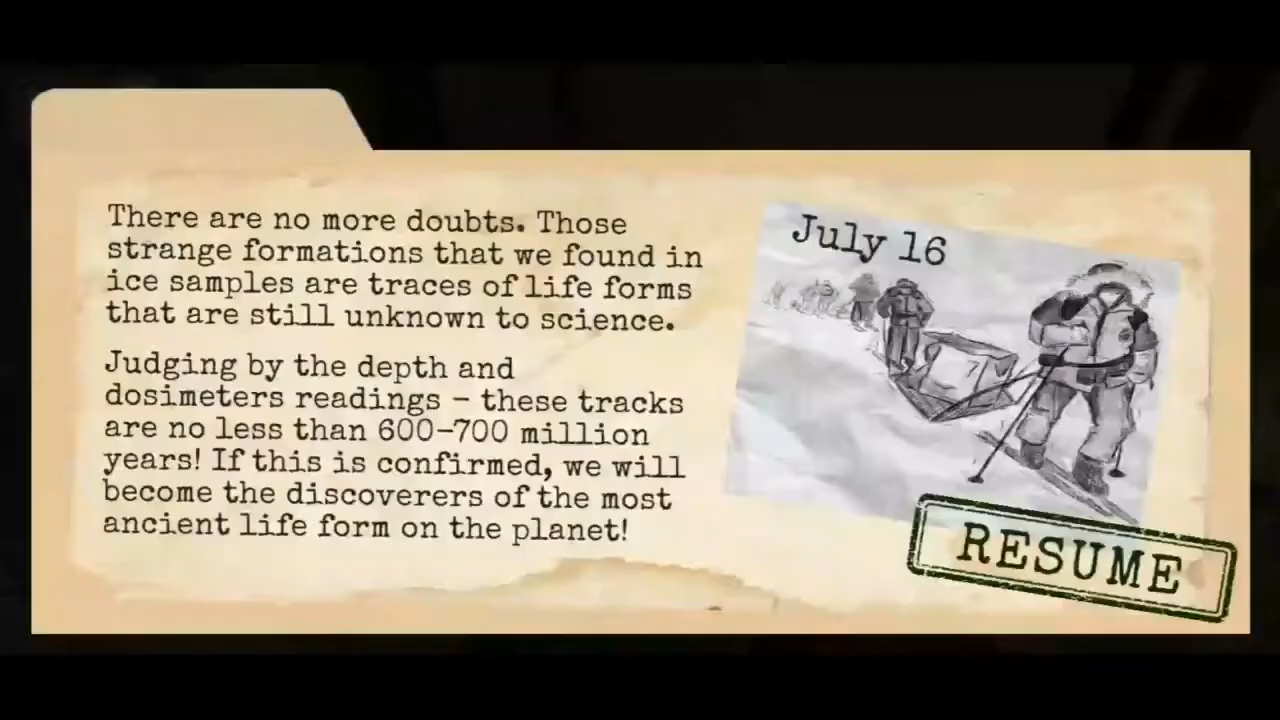 There are no more doubts. Those
strange formations that we found in
ice samples are traces of life forms
that are still unknown to science.
Judging by the depth and
dosimeters readings – these tracks
are no less than 600-700 million
years! If this is confirmed, we will
become the discoverers of the most
ancient life form on the planet!
July 16
RESUME